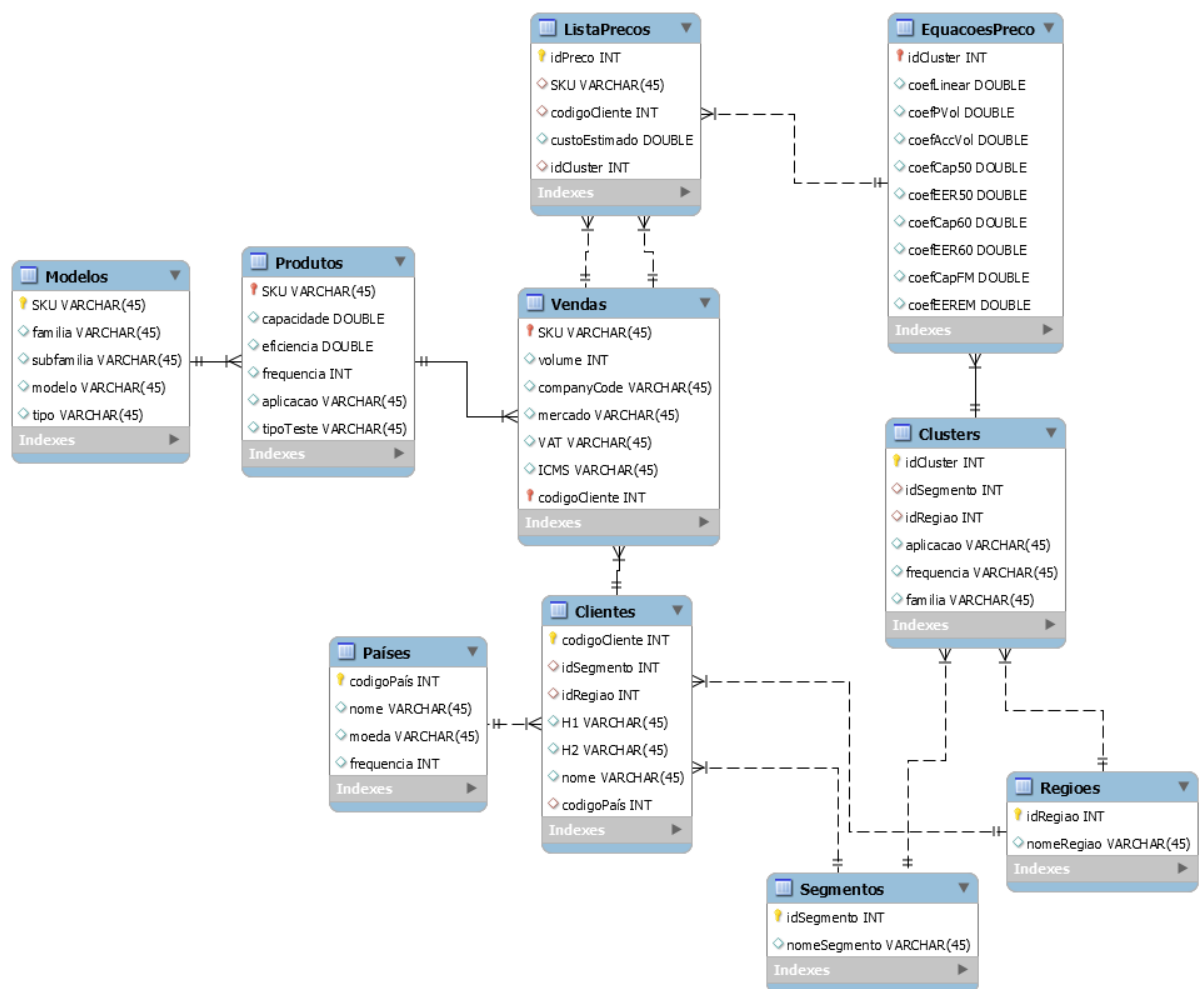 ListaPrecos
idPreco INT
SKU VARCHAR(45)
codigoCliente INT
custoEstimado DOUBLE
idCluster INT
Indexes
EquacoesPreco
idCluster INT
coefLinear DOUBLE
coefPVol DOUBLE
coefAccVol DOUBLE
coefCap50 DOUBLE
coefEER50 DOUBLE
coefCap60 DOUBLE
coefEER60 DOUBLE
coefCapFM DOUBLE
coefEEREM DOUBLE
Indexes
Modelos
SKU VARCHAR(45)
familia VARCHAR(45)
subfamilia VARCHAR(45)
modelo VARCHAR(45)
tipo VARCHAR(45)
Indexes
Produtos
SKU VARCHAR(45)
capacidade DOUBLE
eficiencia DOUBLE
frequência INT
aplicacao VARCHAR(45)
tipoTeste VARCHAR(45)
Indexes
Vendas
SKU VARCHAR(45)
volume INT
companyCode VARCHAR(45)
mercado VARCHAR(45)
VAT VARCHAR(45)
ICMS VARCHAR(45)
codigoCliente INT
Indexes
Clusters
idCluster INT
idSegmento INT
idRegiao INT
aplicacao VARCHAR(45)
frequência VARCHAR(45)
familia VARCHAR(45)
Indexes
Clientes
codigoCliente INT
idSegmento INT
idRegiao INT
H1 VARCHAR(45)
H2 VARCHAR(45)
nome VARCHAR(45)
codigoPaís INT
Indexes
Países
codigoPaís INT
nome VARCHAR(45)
moeda VARCHAR(45)
frequencia INT
Indexes
Regioes
idRegiao INT
nomeRegiao VARCHAR(45)
Indexes
Segmentos
idSegmento INT
nomeSegmento VARCHAR(45)
Indexes